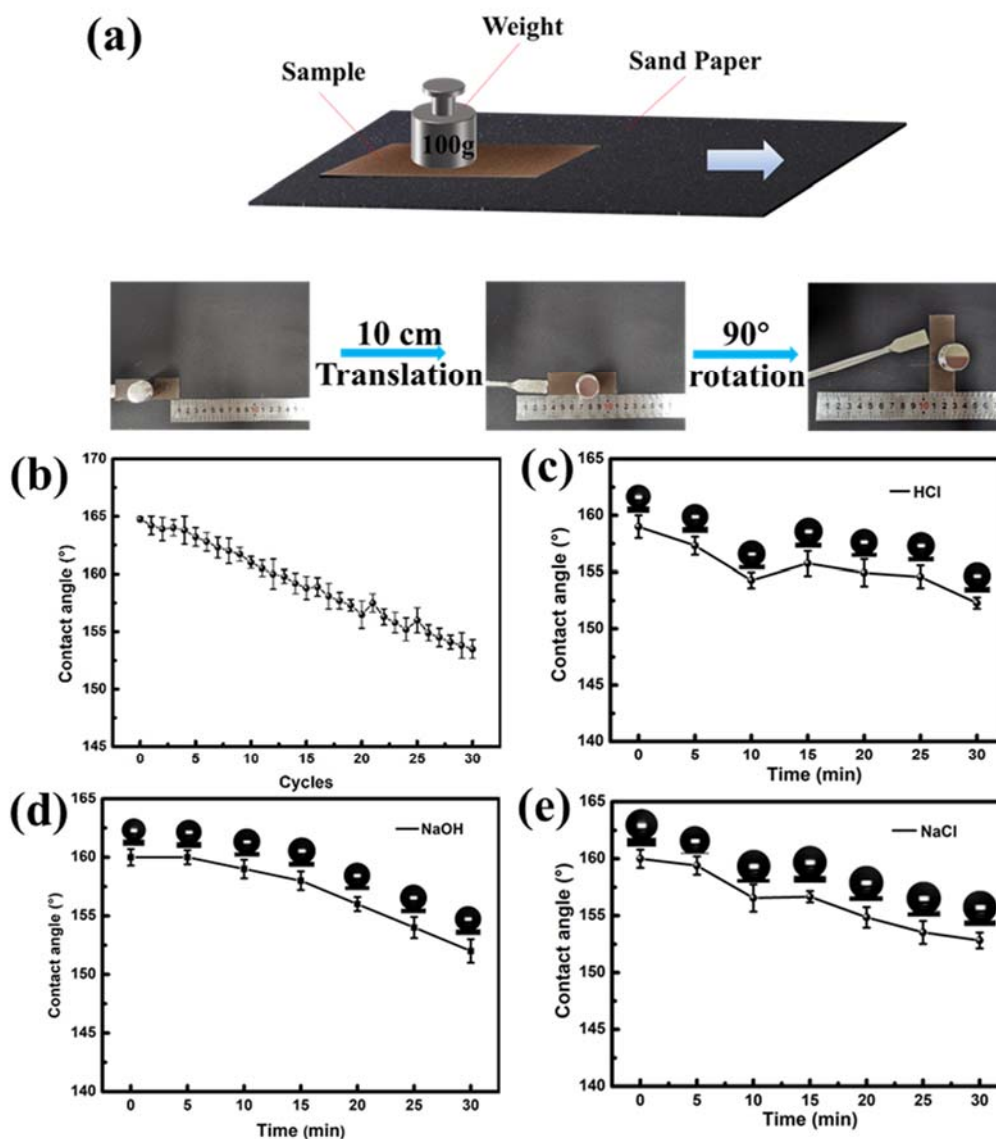 (a)
Weight
Sample
Sand Paper
100g
10 cm
Translation
90°
rotation
(b)
170
165
160
155
150
145
Contact angle (°)
0 5 10 15 20 25 30
Cycles
(c)
165
160
155
150
145
140
Contact angle (°)
HCl
0 5 10 15 20 25 30
Time (min)
(d)
165
160
155
150
145
140
Contact angle (°)
NaOH
0 5 10 15 20 25 30
Time (min)
(e)
165
160
155
150
145
140
Contact angle (°)
NaCl
0 5 10 15 20 25 30
Time (min)